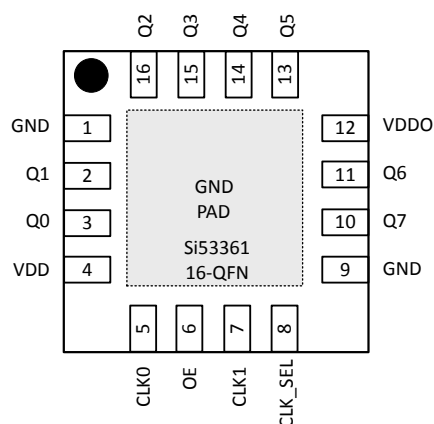 Q2 Q3 Q4 Q5
16 15 14 13
GND 1 12 VDDO
Q1 2 11 Q6
GND
PAD
Q0 3 10 Q7
Si53361
VDD 4 9 GND
16-QFN
5 6 7 8
CLK0 OE CLK1 CLK_SEL